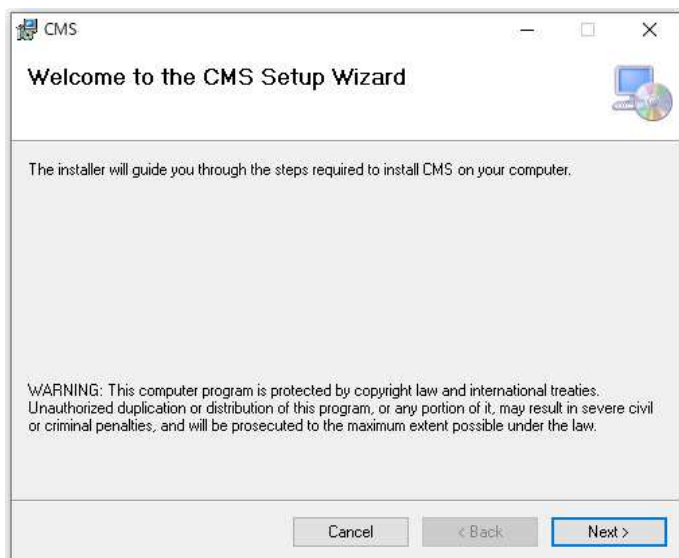 CMS
Welcome to the CMS Setup Wizard
The installer will guide you through the steps required to install CMS on your computer.
WARNING: This computer program is protected by copyright law and international treaties.
Unauthorized duplication or distribution of this program, or any portion of it, may result in severe civil
or criminal penalties, and will be prosecuted to the maximum extent possible under the law.
Cancel
< Back
Next >